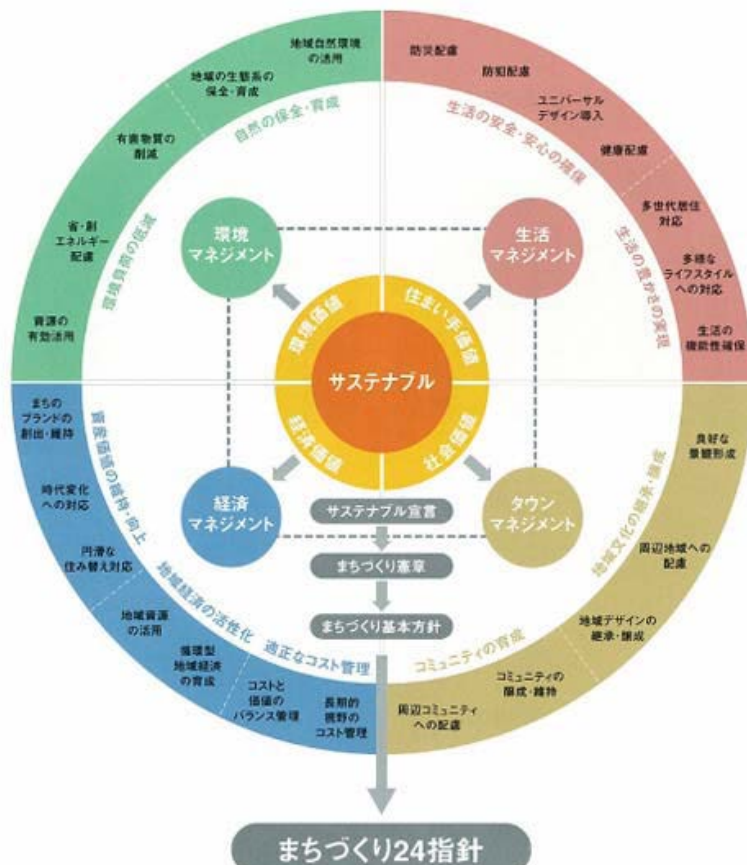 地域自然環境
の活用
地域の生態系の
保全・育成
有害物質の
削減
省・創
エネルギー
配慮
資源の
有効活用
自然の保全・育成
環境負荷の低減
環境
マネジメント
防災配慮
防犯配慮
ユニバーサル
デザイン導入
健康配慮
多世代居住
対応
多様な
ライフスタイル
への対応
生活の
機能性確保
生活の安全・安心の確保
生活の豊かさの実現
生活
マネジメント
環境価値
住まい手価値
サステナブル
経済価値
社会価値
まちの
ブランドの
創出・維持
時代変化
への対応
円滑な
住み替え対応
地域資源
の活用
循環型
地域経済
の育成
コストと
価値の
バランス管理
長期的
視野の
コスト管理
資産価値の維持・向上
地域経済の活性化
適正なコスト管理
経済
マネジメント
サステナブル宣言
まちづくり憲章
まちづくり基本方針
タウン
マネジメント
良好な
景観形成
周辺地域への
配慮
地域デザインの
継承・醸成
コミュニティの
醸成・維持
周辺コミュニティ
への配慮
地域文化の継承・醸成
コミュニティの育成
まちづくり24指針